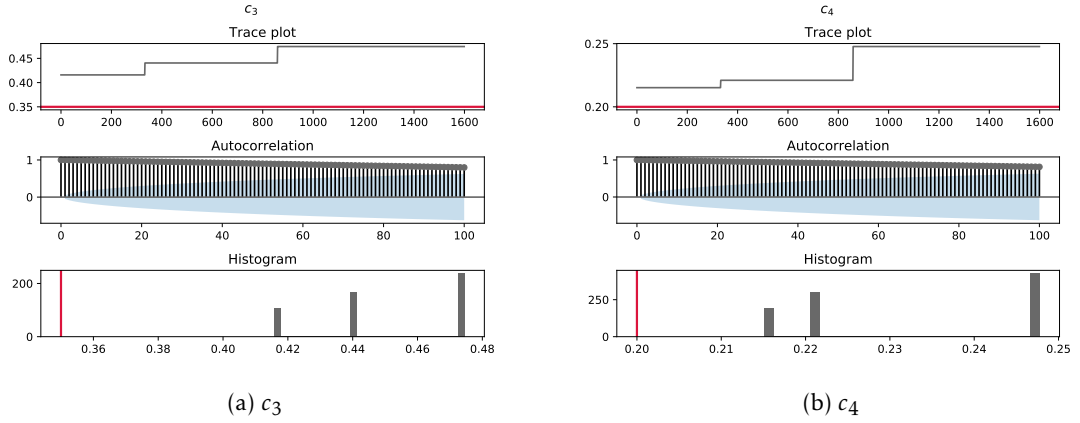 c3
Trace plot
0.45
0.40
0.35
0 200 400 600 800 1000 1200 1400 1600
Autocorrelation
1
0
0 20 40 60 80 100
Histogram
200
0
0.36 0.38 0.40 0.42 0.44 0.46 0.48
(a) c3
c4
Trace plot
0.25
0.20
0 200 400 600 800 1000 1200 1400 1600
Autocorrelation
1
0
0 20 40 60 80 100
Histogram
250
0
0.20 0.21 0.22 0.23 0.24 0.25
(b) c4